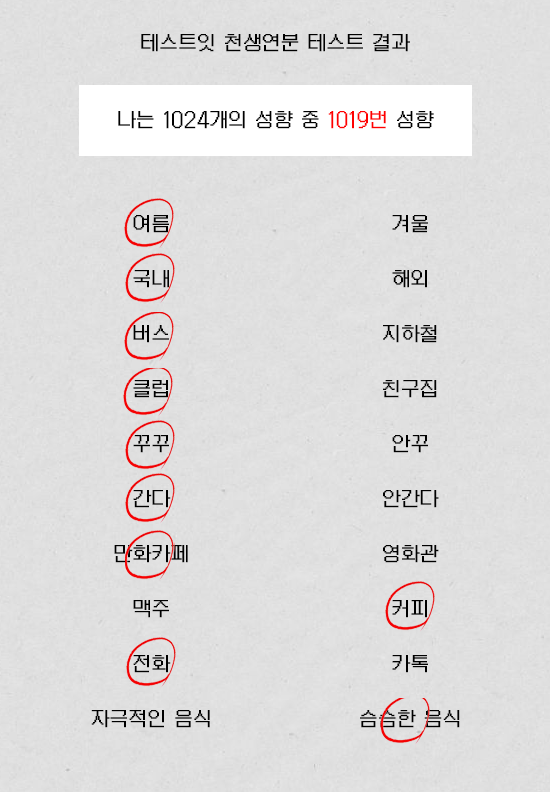 테스트잇 천생연분 테스트 결과
나는 1024개의 성향 중 1019번 성향
여름 겨울
국내 해외
버스 지하철
클럽 친구집
꾸꾸 안꾸
간다 안간다
만화카페 영화관
맥주 커피
전화 카톡
자극적인 음식 슴슴한 음식